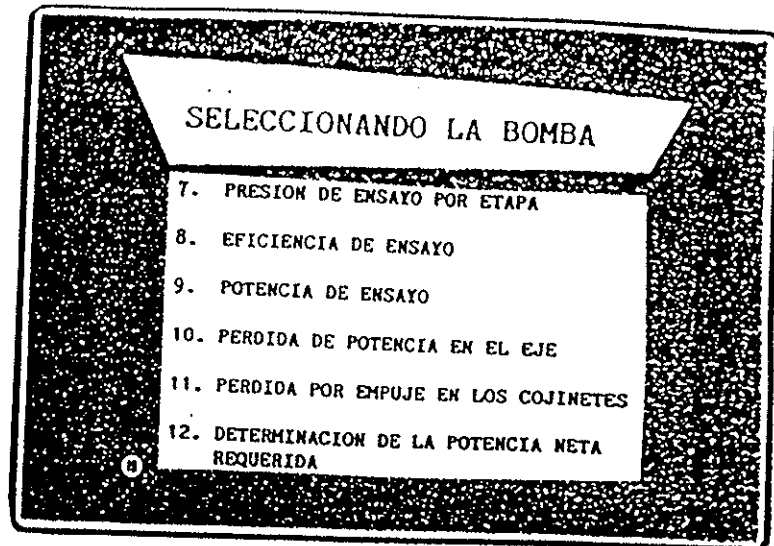 SELECCIONANDO LA BOMBA
7. PRESION DE ENSAYO POR ETAPA
8. EFICIENCIA DE ENSAYO
9. POTENCIA DE ENSAYO
10. PERDIDA DE POTENCIA EN EL EJE
11. PERDIDA POR EMPUJE EN LOS COJINETES
12. DETERMINACION DE LA POTENCIA NETA
REQUERIDA